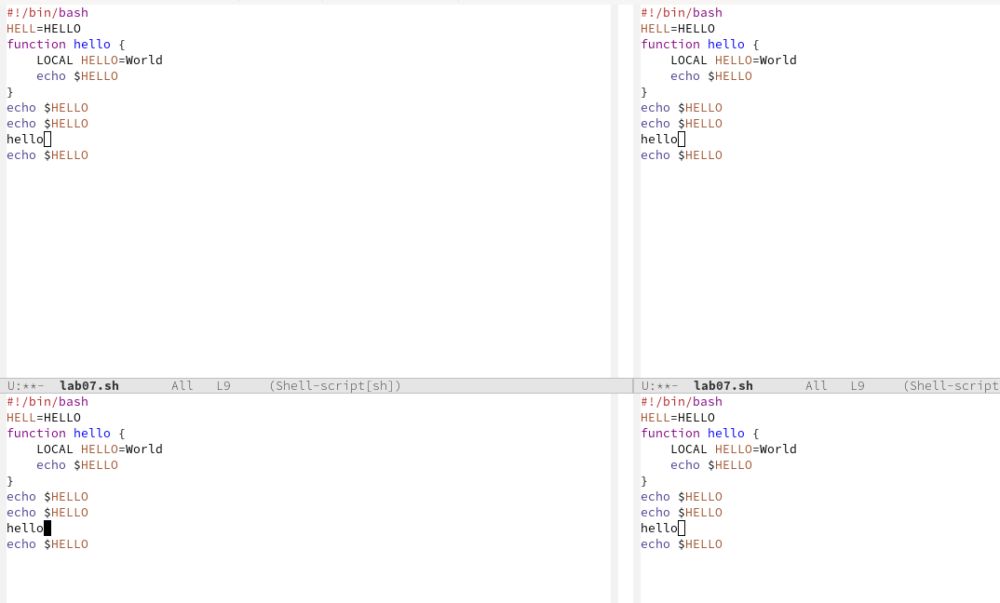 #!/bin/bash
HELL=HELLO
function hello {
    LOCAL HELLO=World
    echo $HELLO
}
echo $HELLO
echo $HELLO
hello
echo $HELLO
U:**-  lab07.sh       All   L9     (Shell-script[sh])
#!/bin/bash
HELL=HELLO
function hello {
    LOCAL HELLO=World
    echo $HELLO
}
echo $HELLO
echo $HELLO
hello
echo $HELLO
U:**-  lab07.sh       All   L9     (Shell-script
#!/bin/bash
HELL=HELLO
function hello {
    LOCAL HELLO=World
    echo $HELLO
}
echo $HELLO
echo $HELLO
hello
echo $HELLO
#!/bin/bash
HELL=HELLO
function hello {
    LOCAL HELLO=World
    echo $HELLO
}
echo $HELLO
echo $HELLO
hello
echo $HELLO